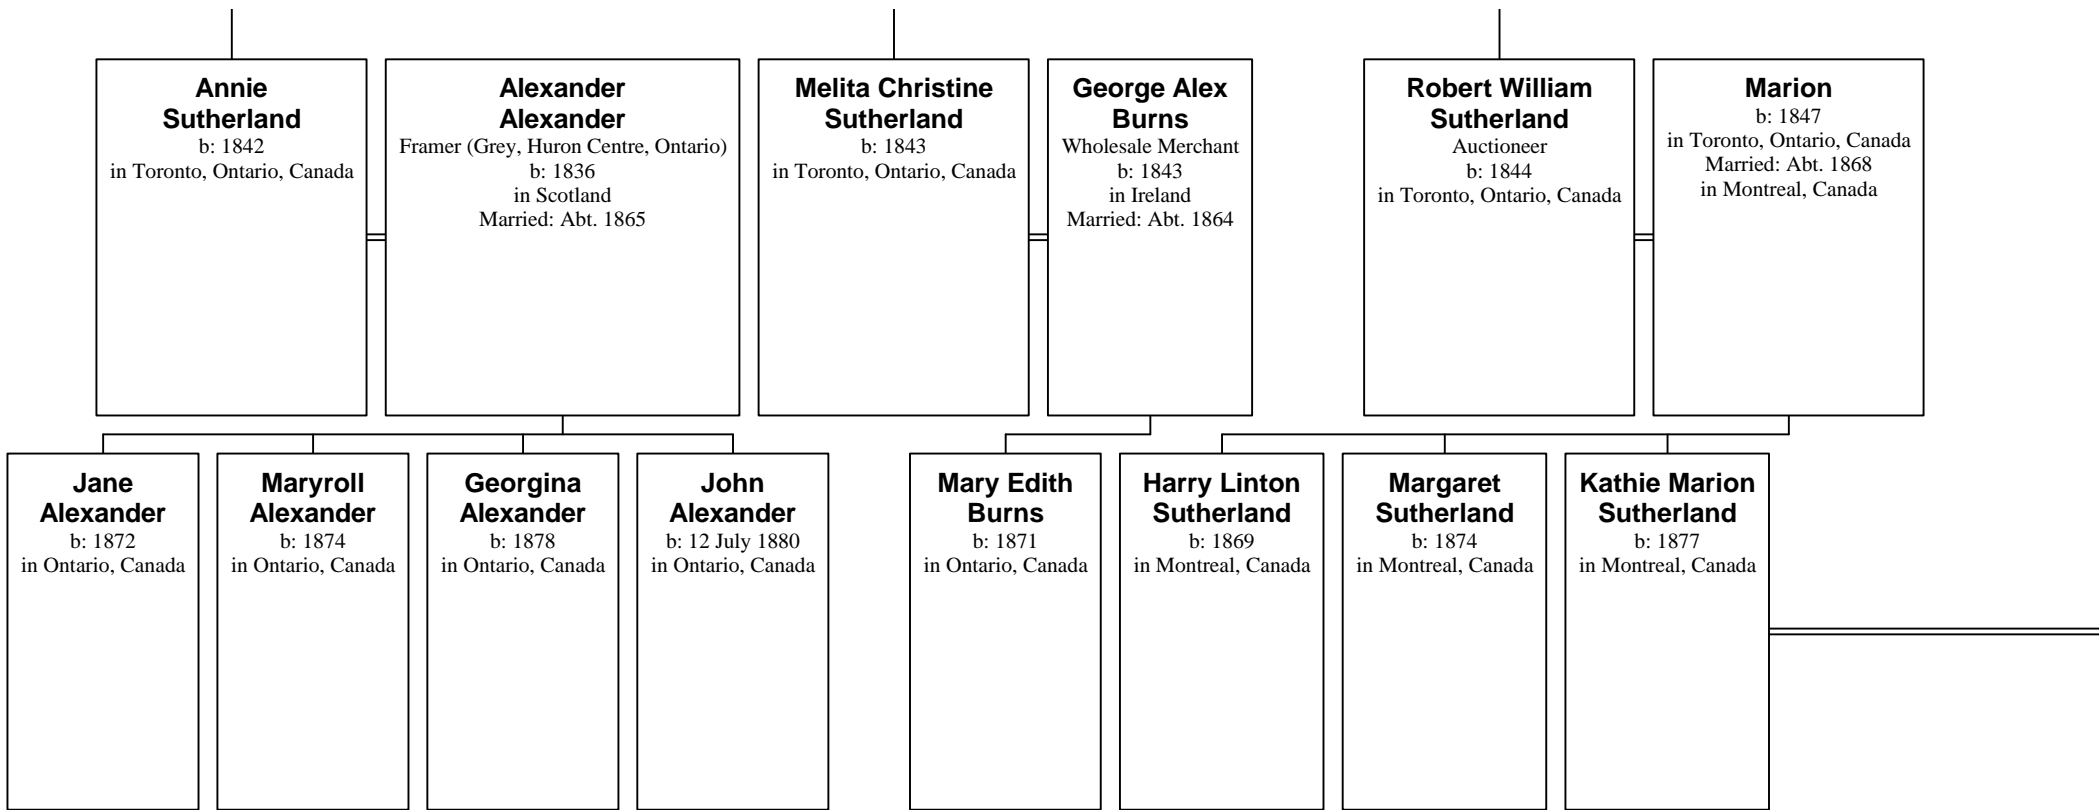 Annie
Sutherland
b: 1842
in Toronto, Ontario, Canada
Alexander
Alexander
Framer (Grey, Huron Centre, Ontario)
b: 1836
in Scotland
Married: Abt. 1865
Melita Christine
Sutherland
b: 1843
in Toronto, Ontario, Canada
George Alex
Burns
Wholesale Merchant
b: 1843
in Ireland
Married: Abt. 1864
Robert William
Sutherland
Auctioneer
b: 1844
in Toronto, Ontario, Canada
Marion
b: 1847
in Toronto, Ontario, Canada
Married: Abt. 1868
in Montreal, Canada
Jane
Alexander
b: 1872
in Ontario, Canada
Maryroll
Alexander
b: 1874
in Ontario, Canada
Georgina
Alexander
b: 1878
in Ontario, Canada
John
Alexander
b: 12 July 1880
in Ontario, Canada
Mary Edith
Burns
b: 1871
in Ontario, Canada
Harry Linton
Sutherland
b: 1869
in Montreal, Canada
Margaret
Sutherland
b: 1874
in Montreal, Canada
Kathie Marion
Sutherland
b: 1877
in Montreal, Canada